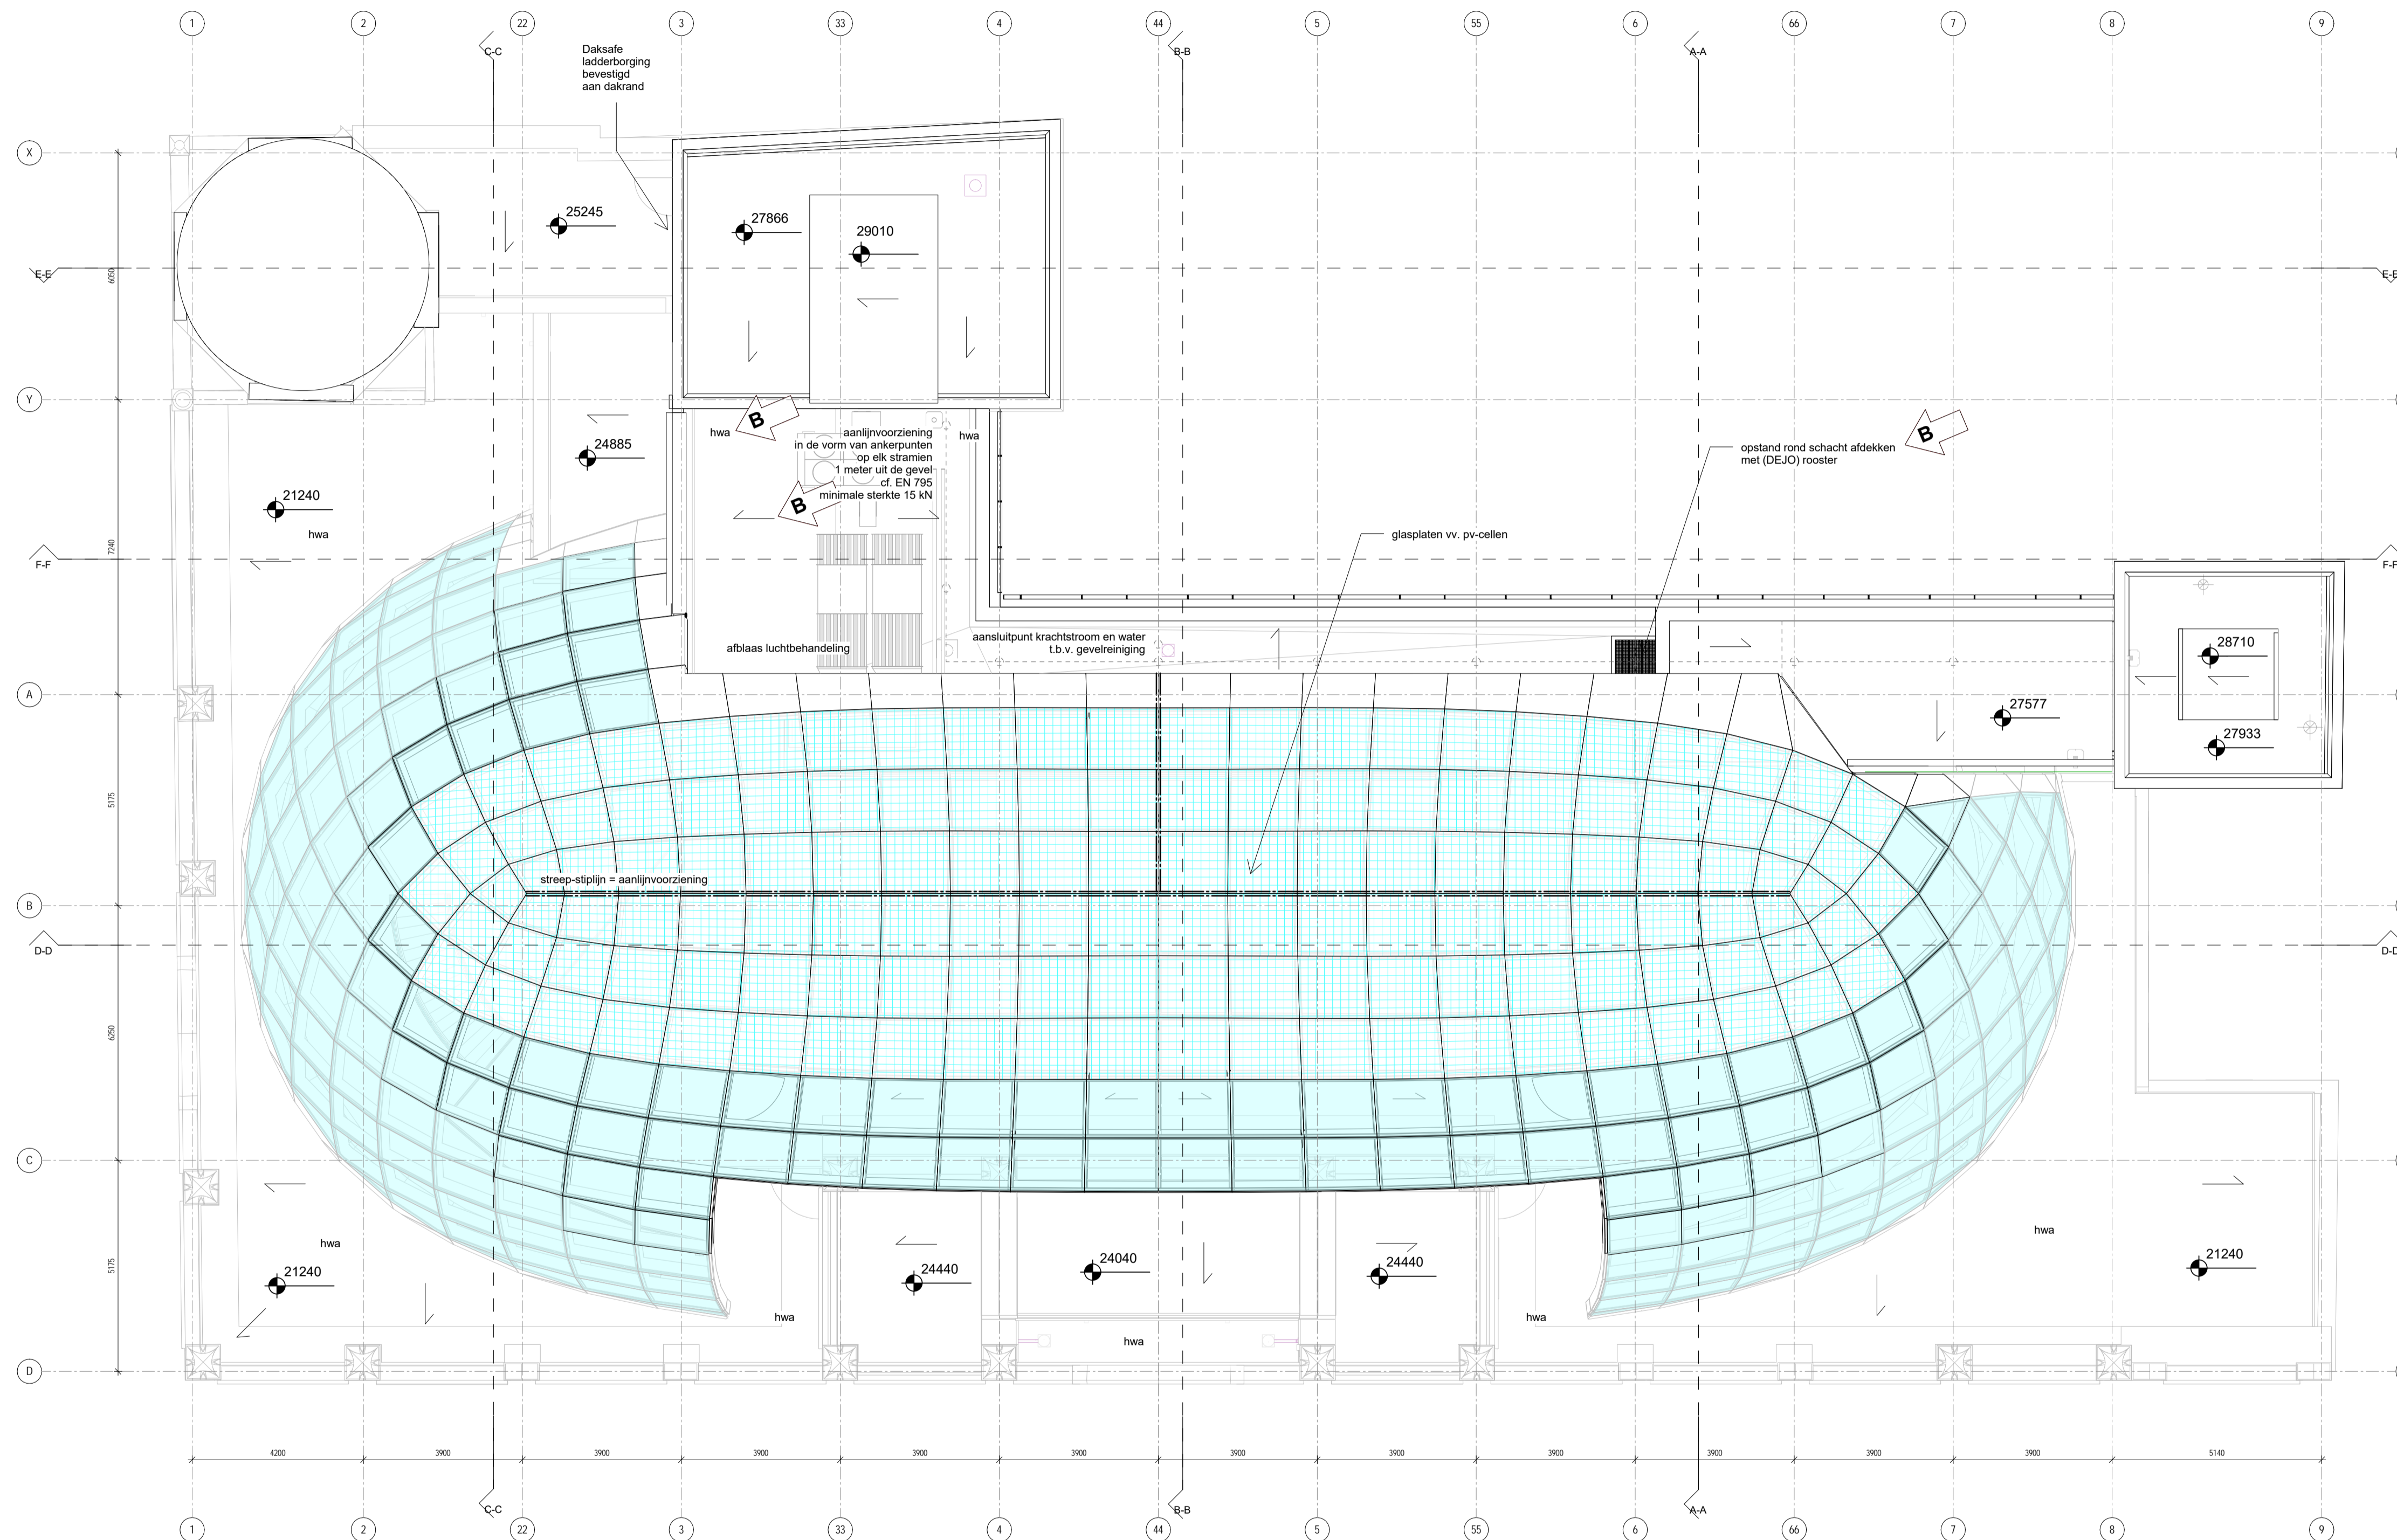 1 2 22 3 33 4 44 5 55 6 66 7 8 9
C-C B-B A-A
Daksafe
ladderborging
bevestigd
aan dakrand
X
25245
27866
29010
E-E E-E
6050
Y
B
hwa
hwa
aanlijnvoorziening
in de vorm van ankerpunten
op elk stramien
1 meter uit de gevel
cf. EN 795
minimale sterkte 15 kN
B
24885
B
opstand rond schacht afdekken
met (DEJO) rooster
21240
hwa
glasplaten vv. pv-cellen
7240
F-F F-F
afblaas luchtbehandeling
aansluitpunt krachtstroom en water
t.b.v. gevelreiniging
28710
A
27577
27933
5175
streep-stiplijn = aanlijnvoorziening
B
D-D D-D
6250
C
hwa
hwa
5175
21240
24440
24040
24440
21240
hwa
hwa
hwa
D
4200 3900 3900 3900 3900 3900 3900 3900 3900 3900 3900 3900 5140
C-C B-B A-A
1 2 22 3 33 4 44 5 55 6 66 7 8 9